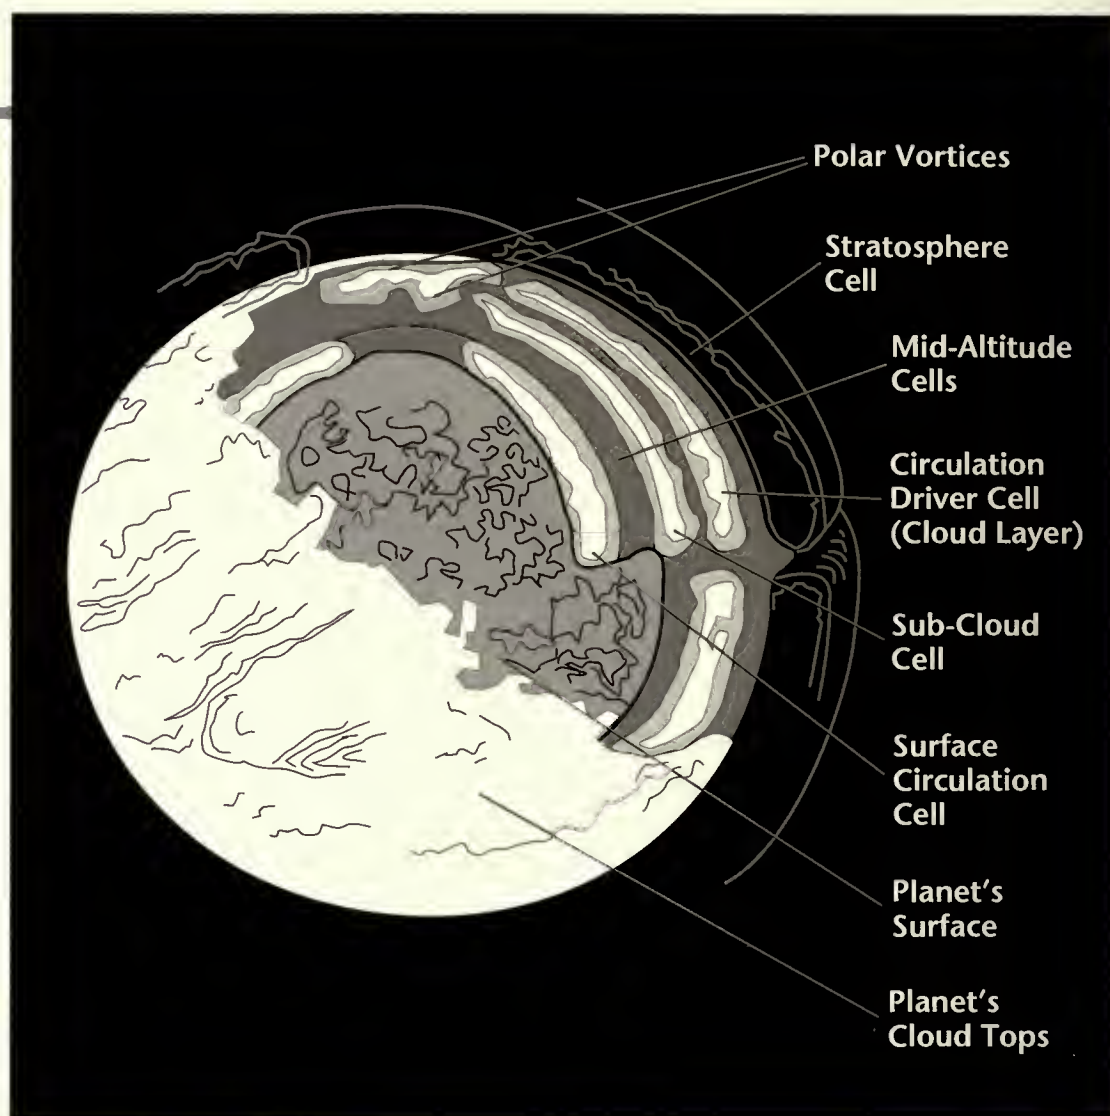 Polar Vortices
Stratosphere
Cell
Mid-Altitude
Cells
Circulation
Driver Cell
(Cloud Layer)
Sub-Cloud
Cell
Surface
Circulation
Cell
Planet's
Surface
Planet's
Cloud Tops